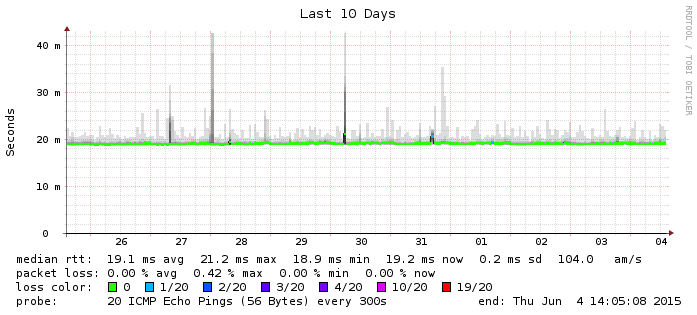 Last 10 Days
RRDTOOL / TOBI OETIKER
Seconds
40 m
30 m
20 m
10 m
0
26 27 28 29 30 31 01 02 03 04
median rtt: 19.1 ms avg 21.2 ms max 18.9 ms min 19.2 ms now 0.2 ms sd 104.0 am/s
packet loss: 0.00 % avg 0.42 % max 0.00 % min 0.00 % now
loss color: 0 1/20 2/20 3/20 4/20 10/20 19/20
probe: 20 ICMP Echo Pings (56 Bytes) every 300s end: Thu Jun 4 14:05:08 2015